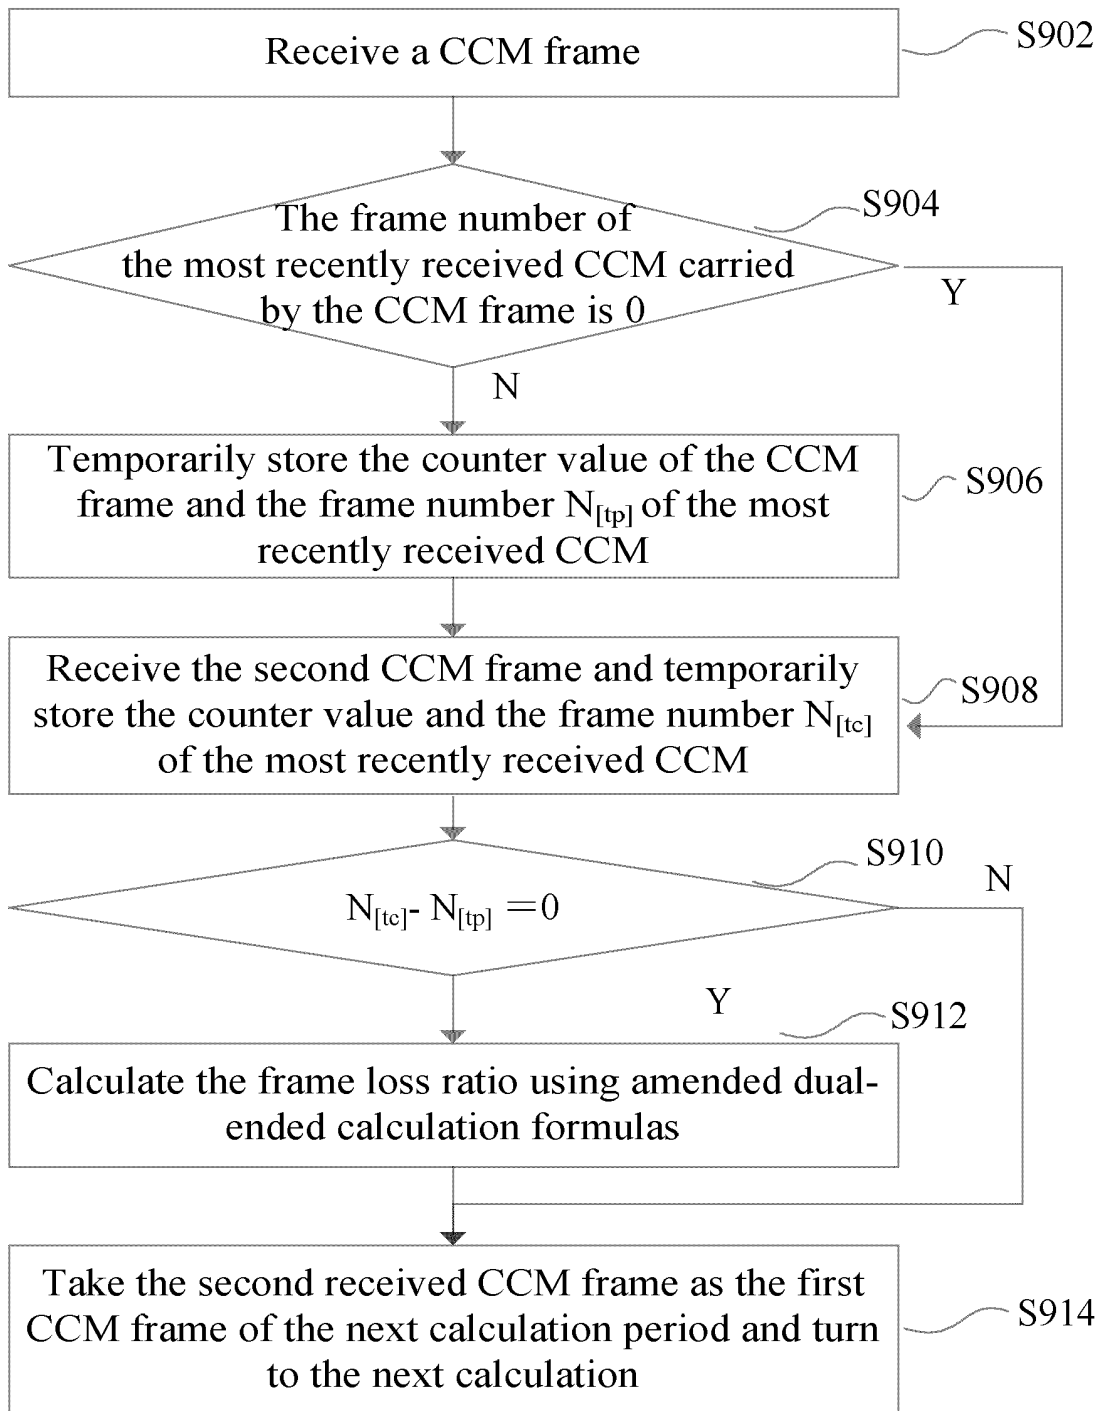 Receive a CCM frame
S902
S904
The frame number of
the most recently received CCM carried
by the CCM frame is 0
Y
N
Temporarily store the counter value of the CCM
frame and the frame number N[tp] of the most
recently received CCM
S906
Receive the second CCM frame and temporarily
store the counter value and the frame number N[tc]
of the most recently received CCM
S908
S910
N
N[tc]- N[tp] =0
Y
S912
Calculate the frame loss ratio using amended dual-
ended calculation formulas
Take the second received CCM frame as the first
CCM frame of the next calculation period and turn
to the next calculation
S914